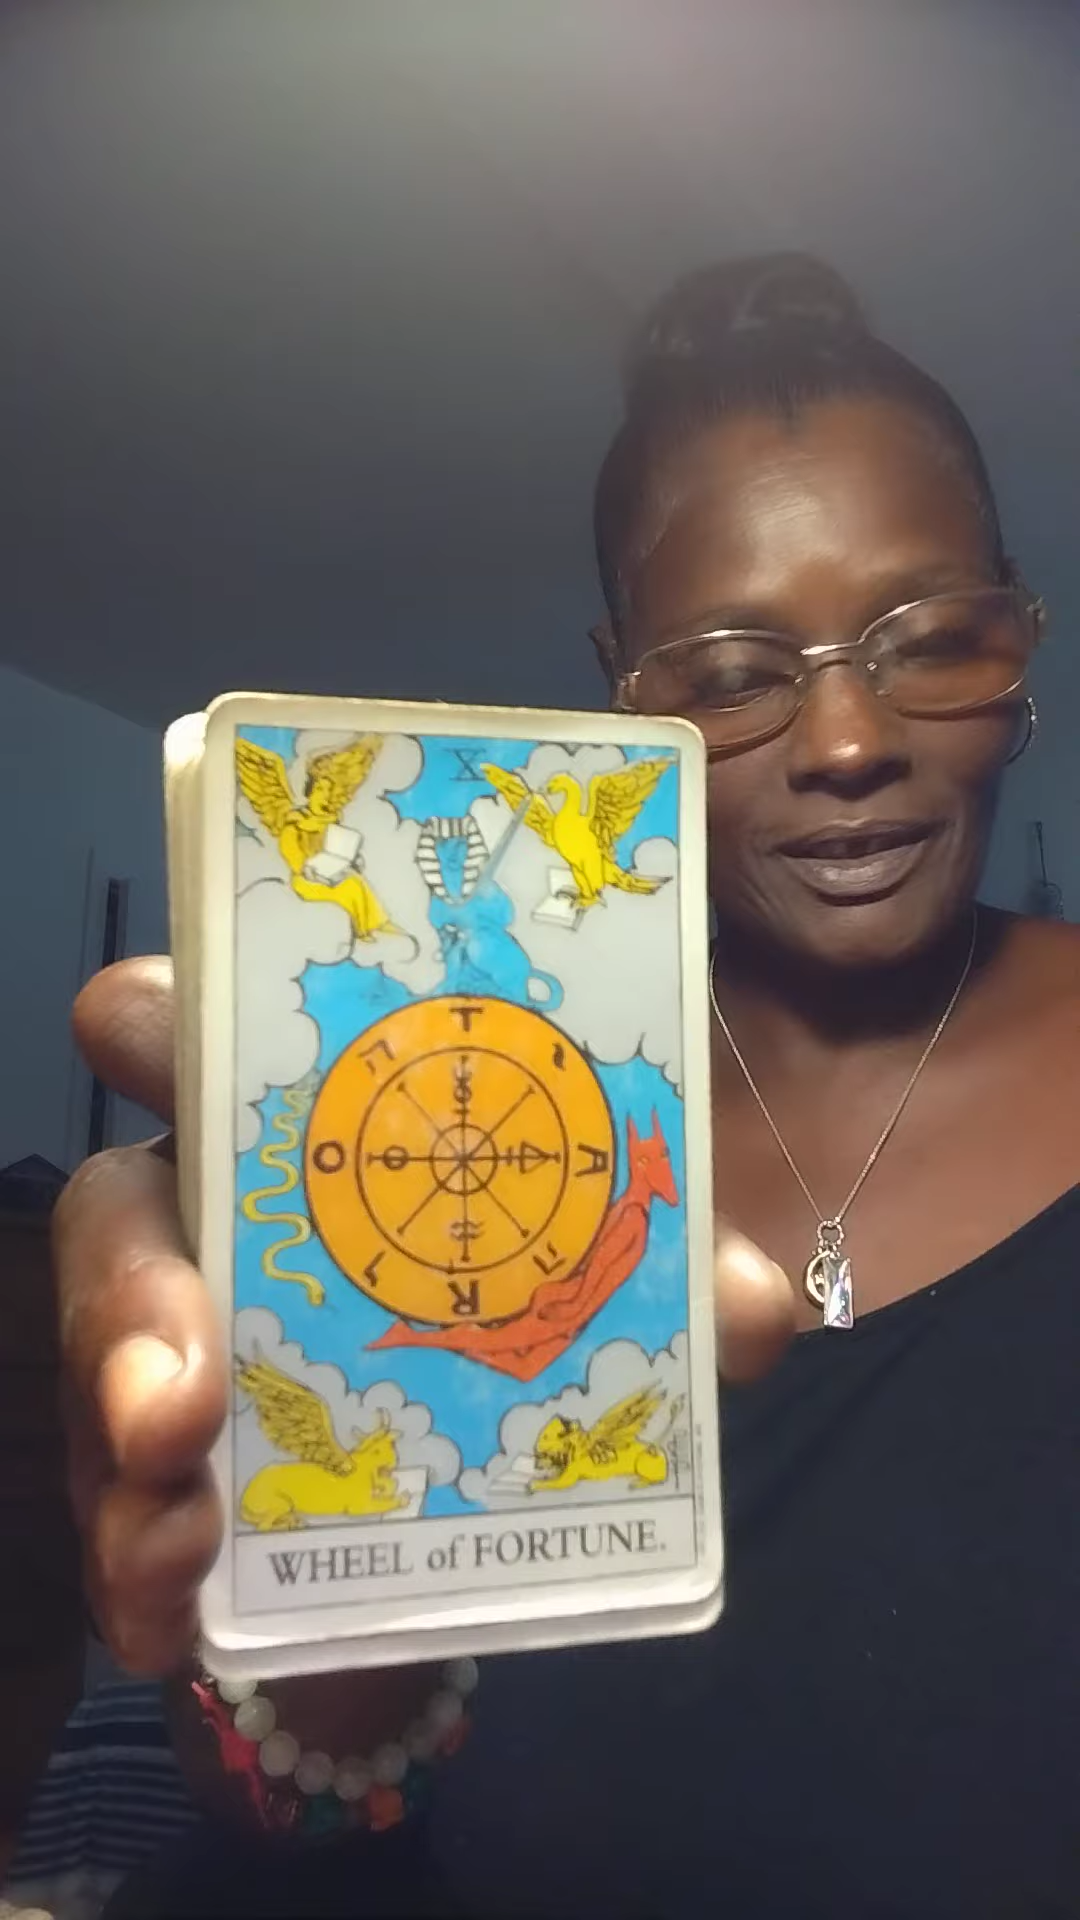 X
T
ה י
O A
ו ה
R
WHEEL of FORTUNE.